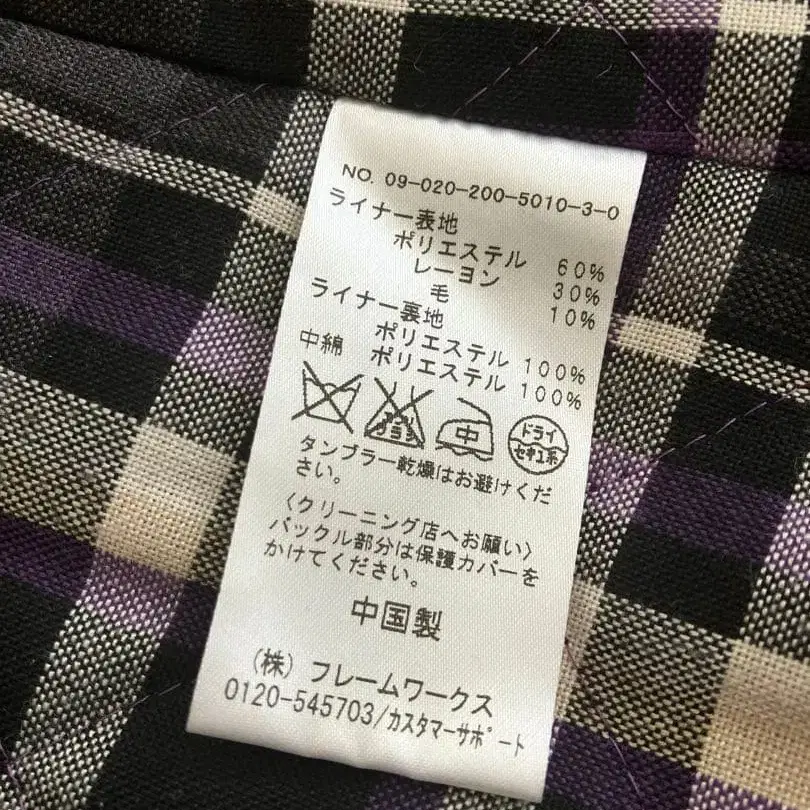 NO. 09-020-200-5010-3-0
ライナー表地
ポリエステル 60%
レーヨン 30%
毛 10%
ライナー裏地
ポリエステル 100%
中綿 ポリエステル 100%
エンソサラシ
中
ドライ
セキユ系
タンブラー乾燥はお避けくだ
さい。
〈クリーニング店へお願い〉
バックル部分は保護カバーを
かけてください。
中国製
(株) フレームワークス
0120-545703/カスタマーサポート